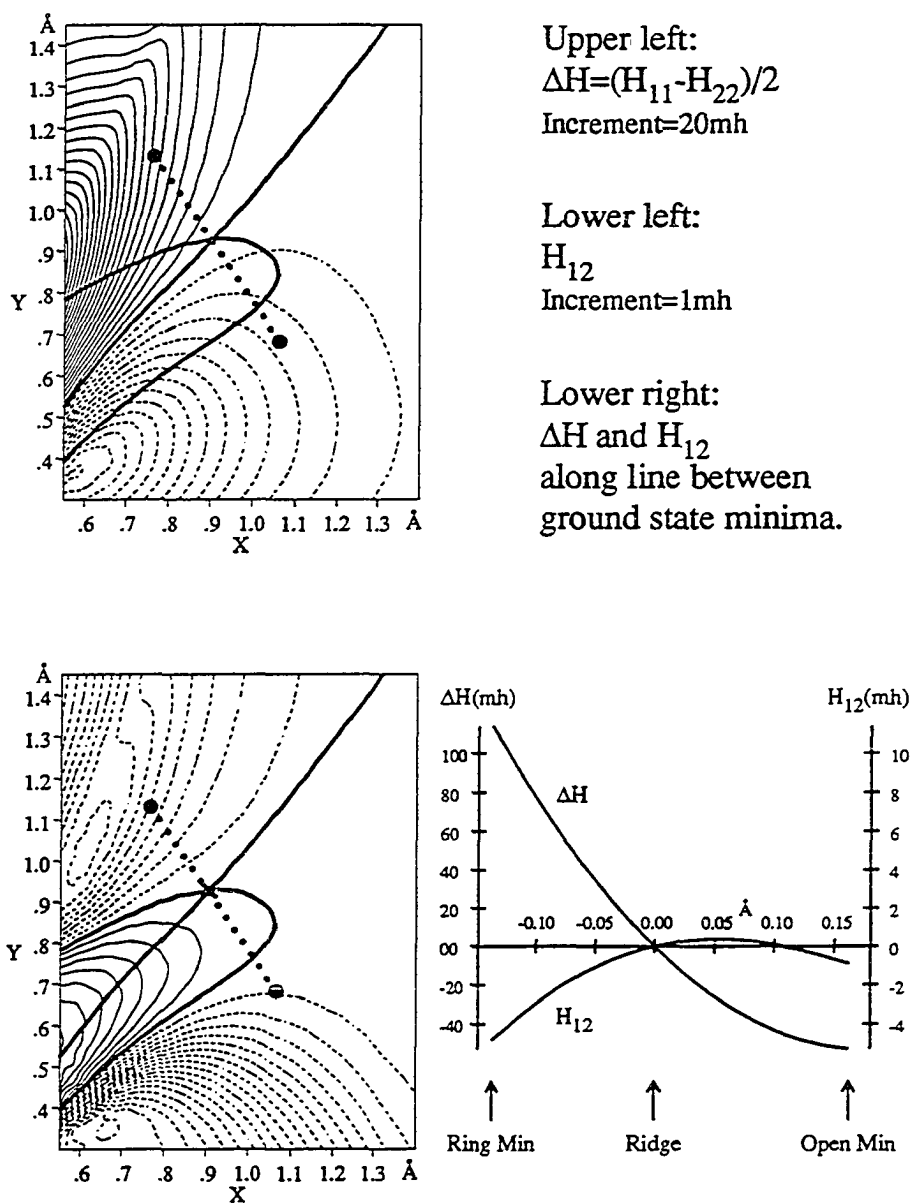 Å
1.4
1.3
1.2
1.1
1.0
.9
Y .8
.7
.6
.5
.4
.6 .7 .8 .9 1.0 1.1 1.2 1.3 Å
X
Upper left:
ΔH=(H11-H22)/2
Increment=20mh
Lower left:
H12
Increment=1mh
Lower right:
ΔH and H12
along line between
ground state minima.
Å
1.4
1.3
1.2
1.1
1.0
.9
Y .8
.7
.6
.5
.4
.6 .7 .8 .9 1.0 1.1 1.2 1.3 Å
X
ΔH(mh) H12(mh)
100 10
80 8
ΔH
60 6
40 4
20 -0.10 -0.05 0.00 0.05 Å 0.10 0.15 2
00 0
-20 -2
H12
-40 -4
Ring Min Ridge Open Min